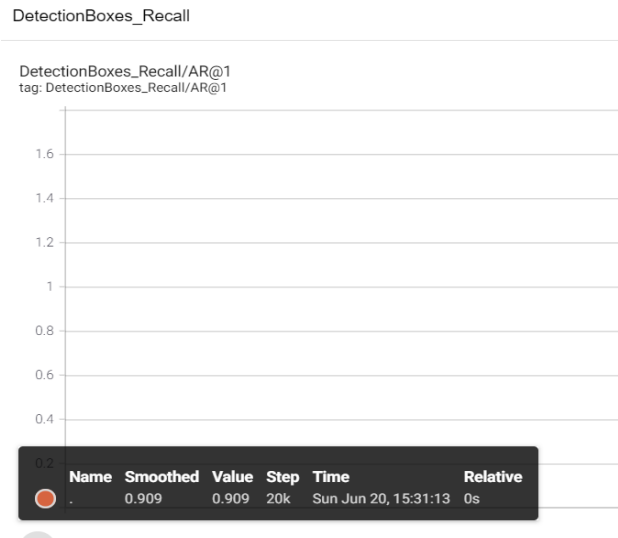 DetectionBoxes_Recall
DetectionBoxes_Recall/AR@1
tag: DetectionBoxes_Recall/AR@1
1.6
1.4
1.2
1
0.8
0.6
0.4
0.2
Name Smoothed Value Step Time Relative
. 0.909 0.909 20k Sun Jun 20, 15:31:13 0s